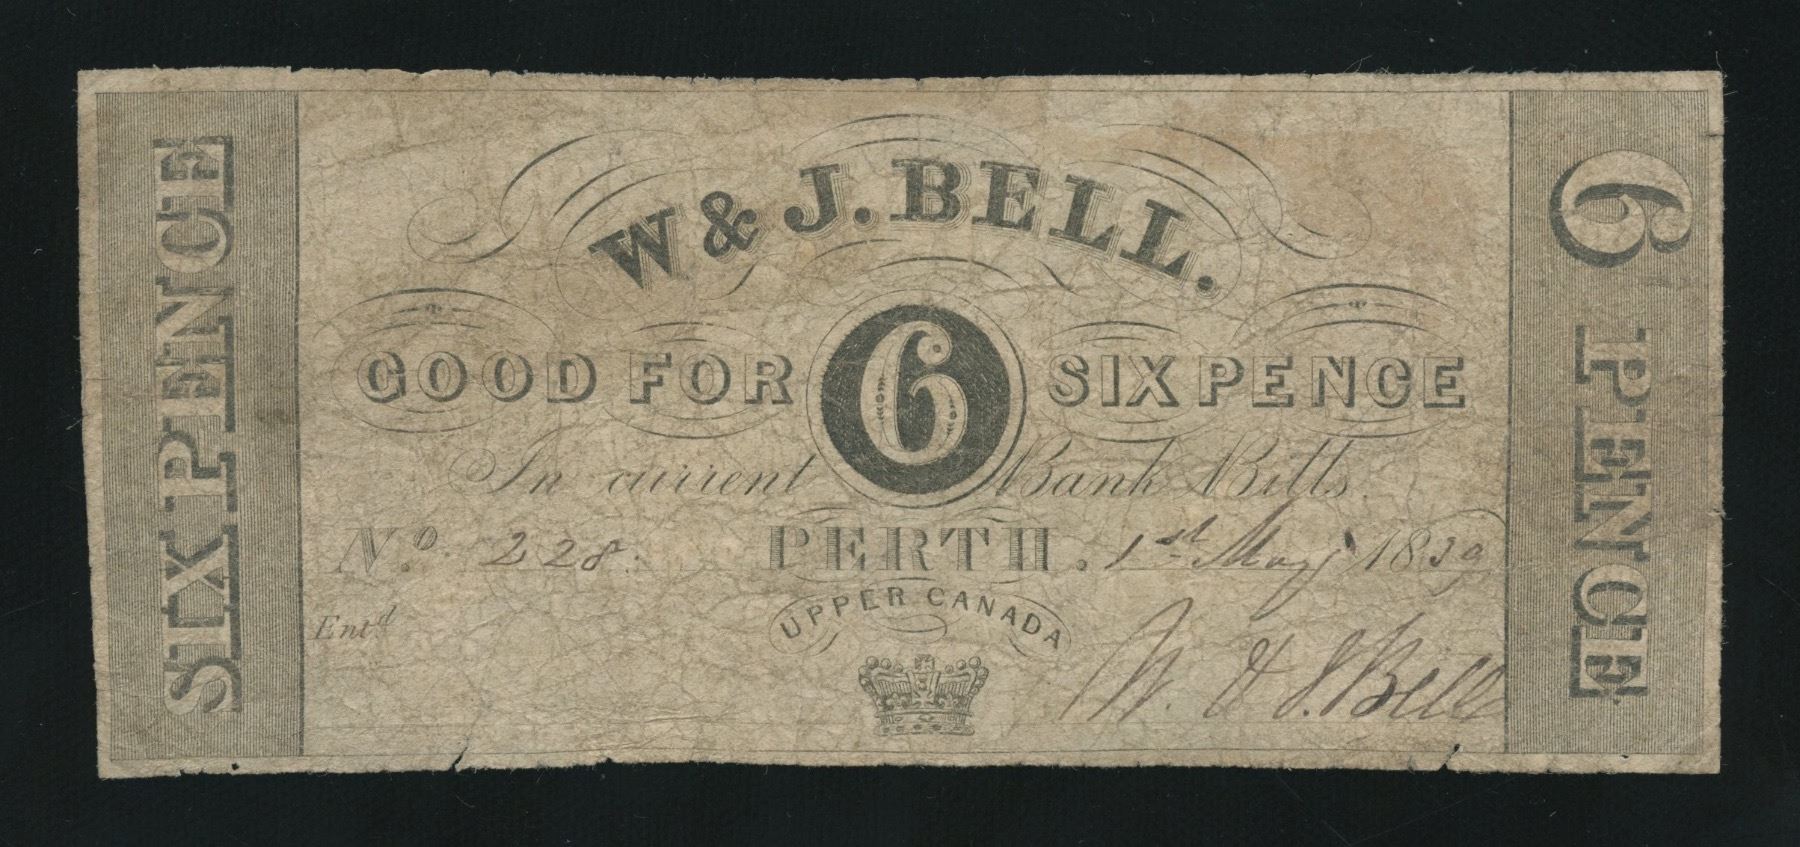 SIX PENCE
W & J. BELL.
GOOD FOR 6 SIX PENCE
In current Bank Bills.
No. 228. PERTH. 1st May 1839
UPPER CANADA
Entd
W. & J. Bell
6 PENCE